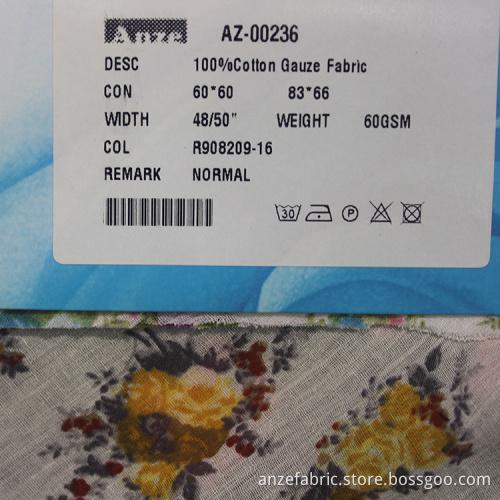 Anze AZ-00236
DESC 100%Cotton Gauze Fabric
CON 60*60 83*66
WIDTH 48/50" WEIGHT 60GSM
COL R908209-16
REMARK NORMAL
30 P
anzefabric.store.bossgoo.com